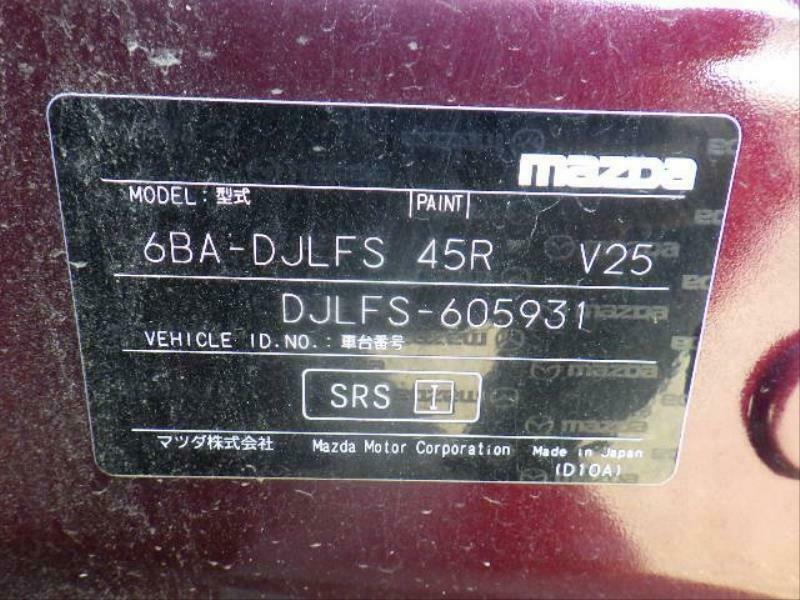 mazda
MODEL : 型式 PAINT
6BA-DJLFS 45R V25
DJLFS-605931
VEHICLE ID.NO. : 車台番号
SRS I
マツダ株式会社 Mazda Motor Corporation Made in Japan
(D10A)